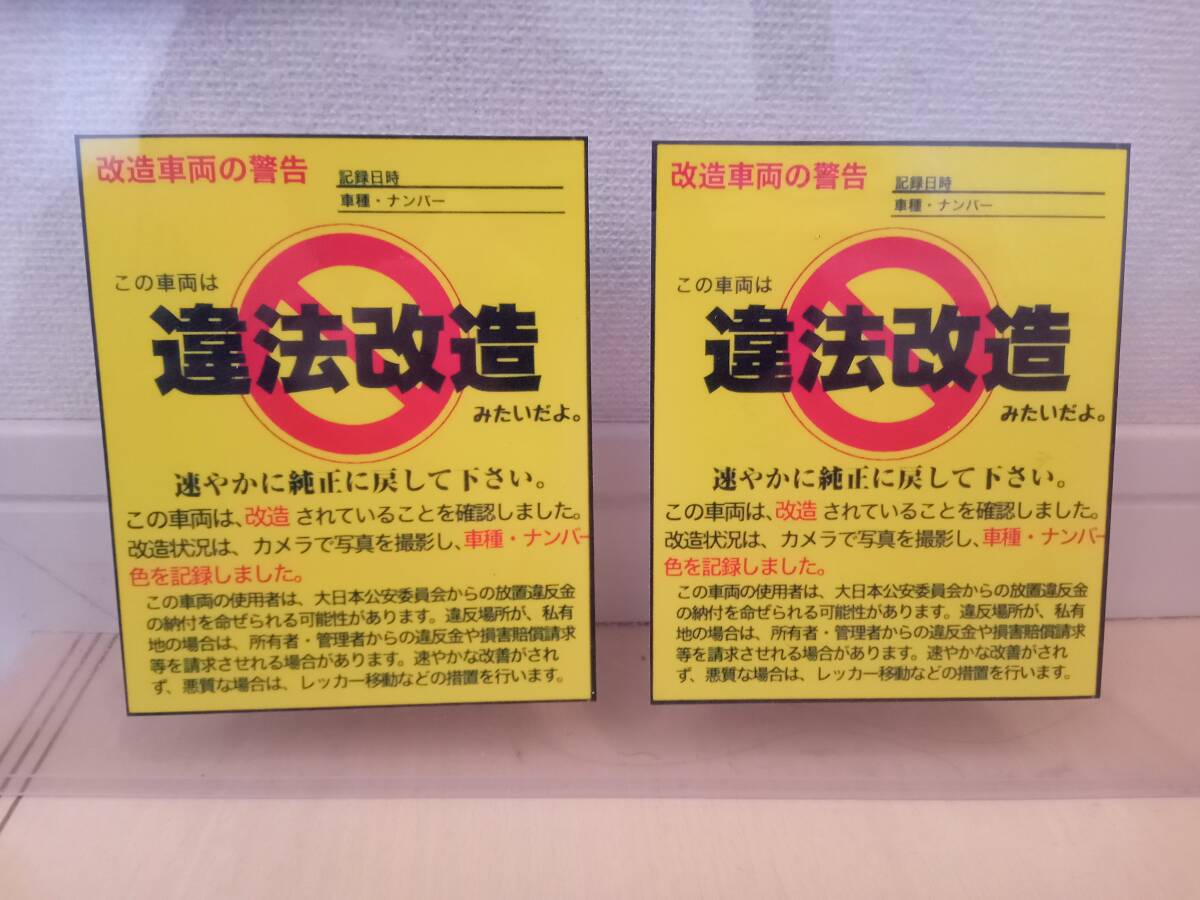 改造車両の警告
記録日時
車種・ナンバー
この車両は
違法改造
みたいだよ。
速やかに純正に戻して下さい。
この車両は、改造 されていることを確認しました。
改造状況は、カメラで写真を撮影し、車種・ナンバー
色を記録しました。
この車両の使用者は、大日本公安委員会からの放置違反金
の納付を命ぜられる可能性があります。違反場所が、私有
地の場合は、所有者・管理者からの違反金や損害賠償請求
等を請求させれる場合があります。速やかな改善がされ
ず、悪質な場合は、レッカー移動などの措置を行います。
改造車両の警告
記録日時
車種・ナンバー
この車両は
違法改造
みたいだよ。
速やかに純正に戻して下さい。
この車両は、改造 されていることを確認しました。
改造状況は、カメラで写真を撮影し、車種・ナンバー
色を記録しました。
この車両の使用者は、大日本公安委員会からの放置違反金
の納付を命ぜられる可能性があります。違反場所が、私有
地の場合は、所有者・管理者からの違反金や損害賠償請求
等を請求させれる場合があります。速やかな改善がされ
ず、悪質な場合は、レッカー移動などの措置を行います。